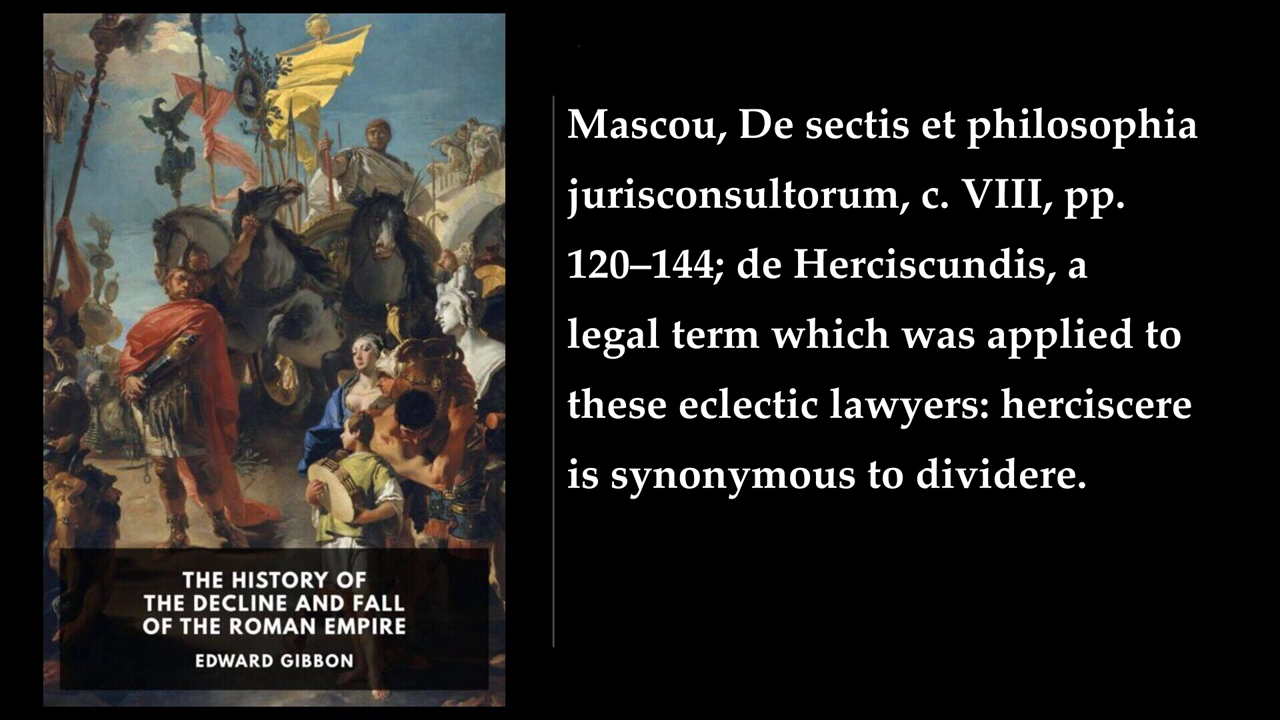 Mascou, De sectis et philosophia
jurisconsultorum, c. VIII, pp.
120–144; de Herciscundis, a
legal term which was applied to
these eclectic lawyers: herciscere
is synonymous to dividere.
THE HISTORY OF
THE DECLINE AND FALL
OF THE ROMAN EMPIRE
EDWARD GIBBON